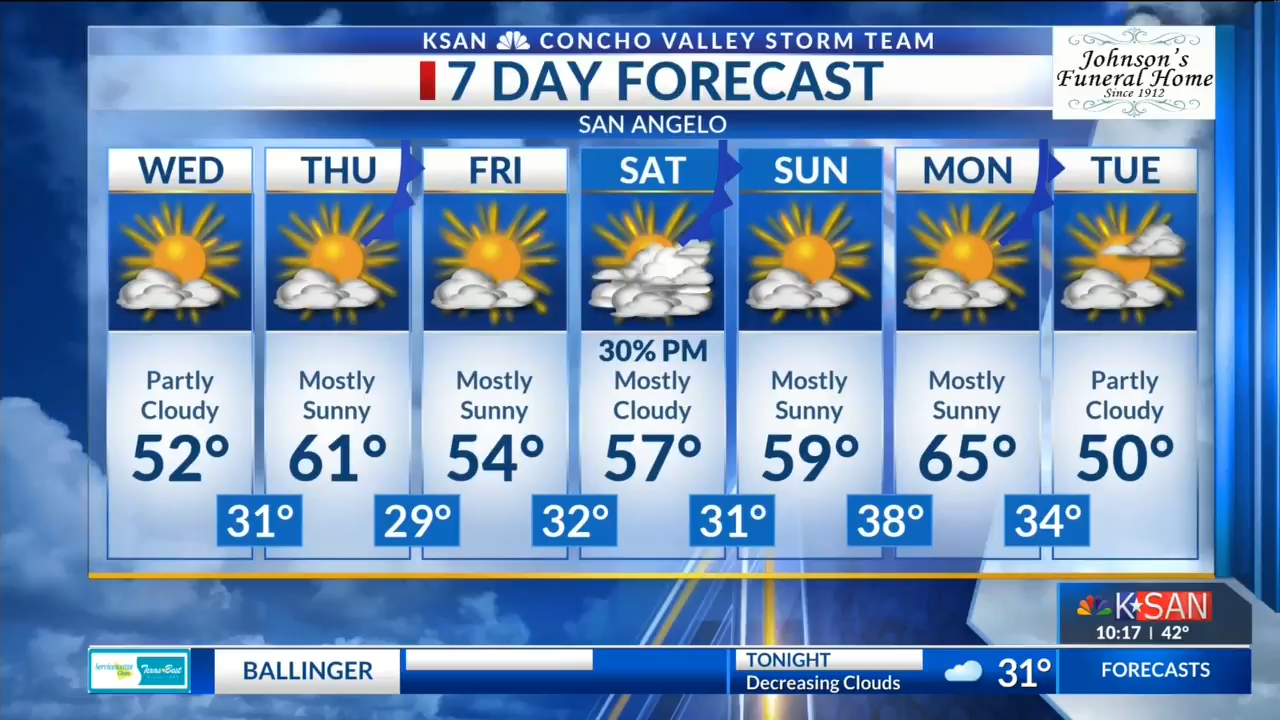 KSAN CONCHO VALLEY STORM TEAM
7 DAY FORECAST
SAN ANGELO
Johnson's
Funeral Home
Since 1912
WED THU FRI SAT SUN MON TUE
30% PM
Partly Mostly Mostly Mostly Mostly Mostly Partly
Cloudy Sunny Sunny Cloudy Sunny Sunny Cloudy
52° 61° 54° 57° 59° 65° 50°
31° 29° 32° 31° 38° 34°
KSAN
10:17 | 42°
Texas Best
BALLINGER
TONIGHT
Decreasing Clouds
31°
FORECASTS